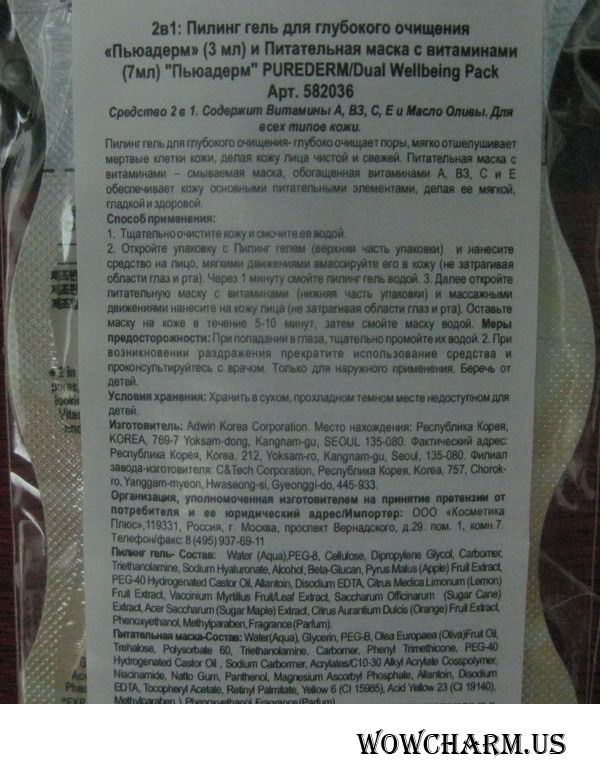 2в1: Пилинг гель для глубокого очищения
«Пьюадерм» (3 мл) и Питательная маска с витаминами
(7мл) "Пьюадерм" PUREDERM/Dual Wellbeing Pack
Арт. 582036
Средство 2 в 1. Содержит Витамины А, В3, С, Е и Масло Оливы. Для
всех типов кожи.
Пилинг гель для глубокого очищения- глубоко очищает поры, мягко отшелушивает
мертвые клетки кожи, делая кожу лица чистой и свежей. Питательная маска с
витаминами – смываемая маска, обогащенная витаминами А, В3, С и Е
обеспечивает кожу основными питательными элементами, делая ее мягкой,
гладкой и здоровой.
Способ применения:
1. Тщательно очистите кожу и смочите ее водой.
2. Откройте упаковку с Пилинг гелем (верхняя часть упаковки) и нанесите
средство на лицо, мягкими движениями вмассируйте его в кожу (не затрагивая
области глаз и рта). Через 1 минуту смойте пилинг гель водой. 3. Далее откройте
питательную маску с витаминами (нижняя часть упаковки) и массажными
движениями нанесите на кожу лица (не затрагивая области глаз и рта). Оставьте
маску на коже в течение 5-10 минут, затем смойте маску водой. Меры
предосторожности: При попадании в глаза, тщательно промойте их водой. 2. При
возникновении раздражения прекратите использование средства и
проконсультируйтесь с врачом. Только для наружного применения. Беречь от
детей.
Условия хранения: Хранить в сухом, прохладном темном месте недоступном для
детей.
Изготовитель: Adwin Korea Corporation. Место нахождения: Республика Корея,
KOREA, 769-7 Yoksam-dong, Kangnam-gu, SEOUL 135-080. Фактический адрес:
Республика Корея, Korea, 212, Yoksam-ro, Kangnam-gu, Seoul, 135-080. Филиал
завода-изготовителя: C&Tech Corporation, Республика Корея, Korea, 757, Chorok-
ro, Yanggam-myeon, Hwaseong-si, Gyeonggi-do, 445-933.
Организация, уполномоченная изготовителем на принятие претензии от
потребителя и ее юридический адрес/Импортер: ООО «Косметика
Плюс»,119331, Россия, г. Москва, проспект Вернадского, д.29. пом. 1, комн.7.
Телефон/факс: 8 (495) 937-69-11
Пилинг гель- Состав: Water (Aqua),PEG-8, Cellulose, Dipropylene Glycol, Carbomer,
Triethanolamine, Sodium Hyaluronate, Alcohol, Beta-Glucan, Pyrus Malus (Apple) Fruit Extract,
PEG-40 Hydrogenated Castor Oil, Allantoin, Disodium EDTA, Citrus Medica Limonum (Lemon)
Fruit Extract, Vaccinium Myrtillus Fruit/Leaf Extract, Saccharum Officinarum (Sugar Cane)
Extract, Acer Saccharum (Sugar Maple) Extract, Citrus Aurantium Dulcis (Orange) Fruit Extract,
Phenoxyethanol, Methylparaben, Fragrance(Parfum).
Питательная маска-Состав: Water(Aqua), Glycerin, PEG-8, Olea Europaea (Oliva)Fruit Oil,
Trehalose, Polysorbate 60, Triethanolamine, Carbomer, Phenyl Trimethicone, PEG-40
Hydrogenated Castor Oil , Sodium Carbormer, Acrylates/C10-30 Alkyl Acrylate Cosspolymer,
Niacinamide, Natto Gum, Panthenol, Magnesium Ascorbyl Phosphate, Allantoin, Disodium
EDTA, Tocopheryl Acetate, Retinyl Palmitate, Yellow 6 (CI 15985), Acid Yellow 23 (CI 19140),
Methylparaben ), Phenoxyethanol, Fragrance(Parfum)
WOWCHARM.US